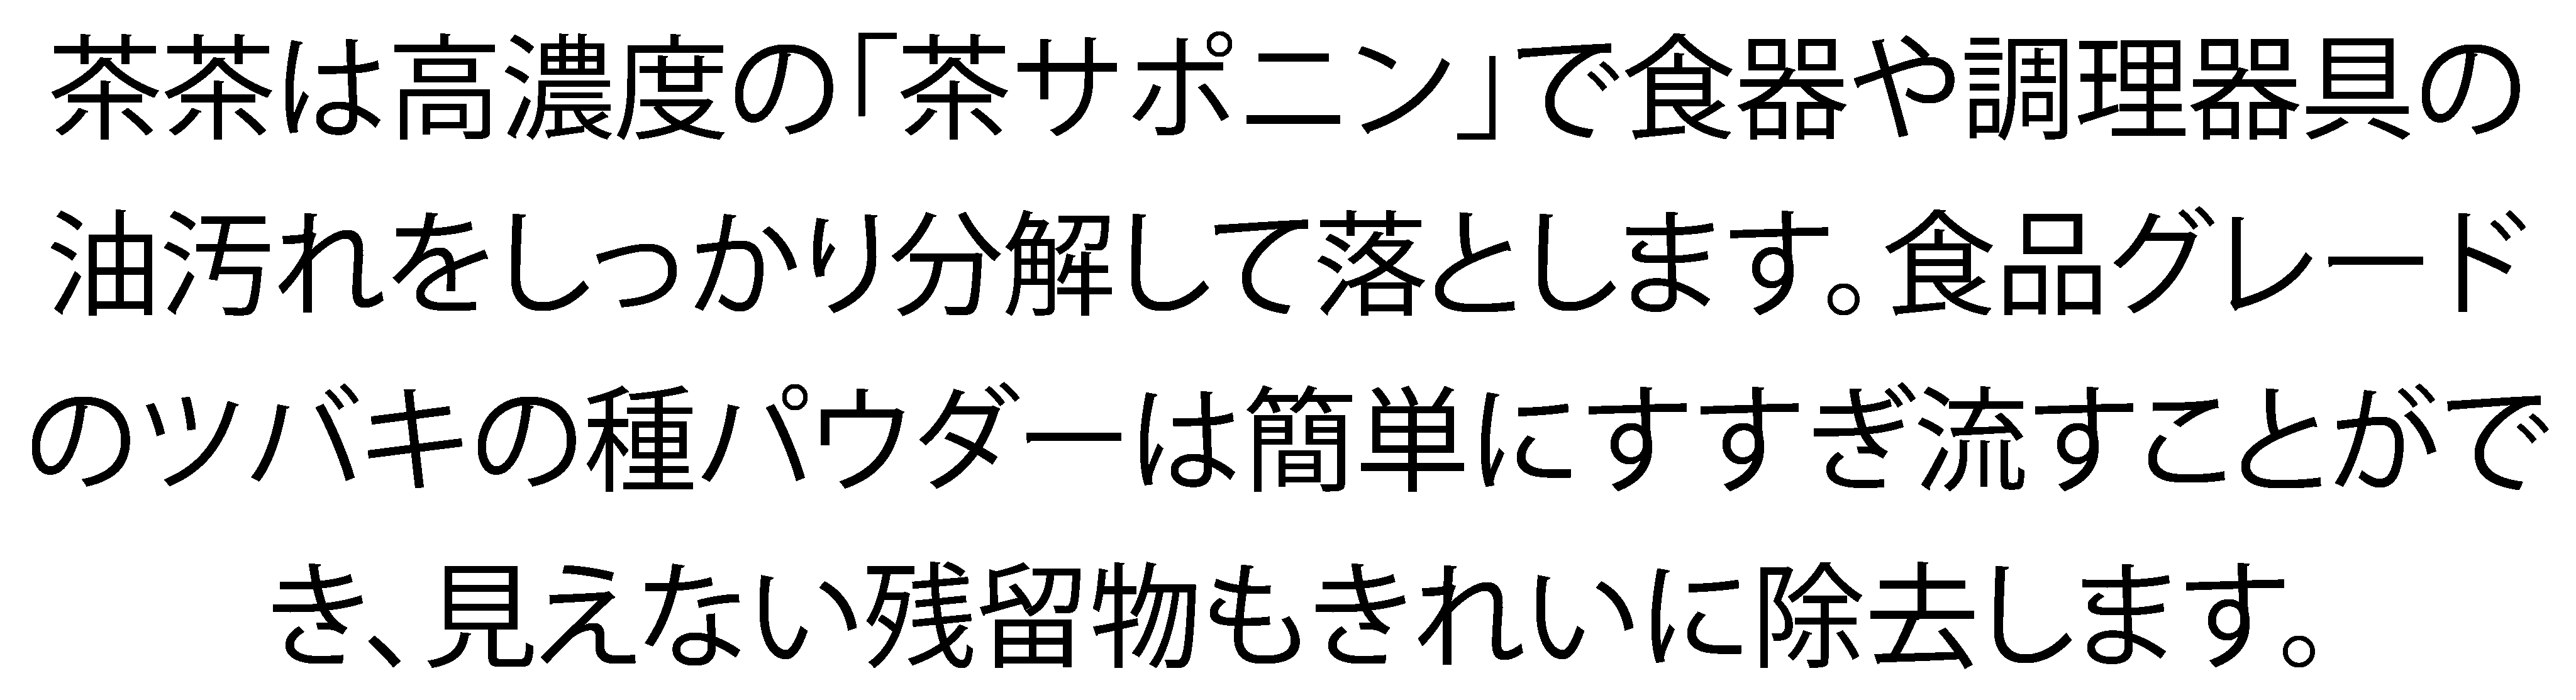 茶茶は高濃度の「茶サポニン」で食器や調理器具の
油汚れをしっかり分解して落とします。食品グレード
のツバキの種パウダーは簡単にすすぎ流すことがで
き、見えない残留物もきれいに除去します。